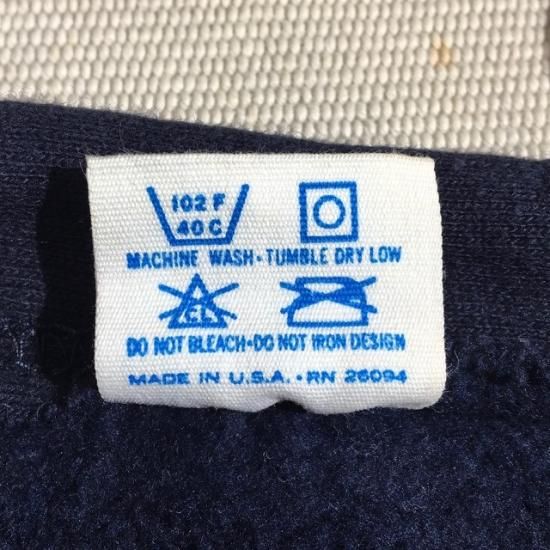 102 F
40 C
MACHINE WASH • TUMBLE DRY LOW
CL
DO NOT BLEACH • DO NOT IRON DESIGN
MADE IN U.S.A. • RN 26094